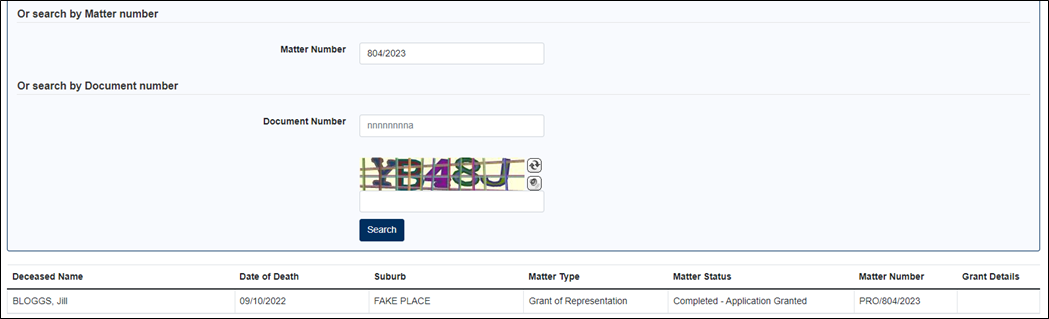 Or search by Matter number
Matter Number 804/2023
Or search by Document number
Document Number nnnnnnnna
Search
Deceased Name Date of Death Suburb Matter Type Matter Status Matter Number Grant Details
BLOGGS, Jill 09/10/2022 FAKE PLACE Grant of Representation Completed - Application Granted PRO/804/2023